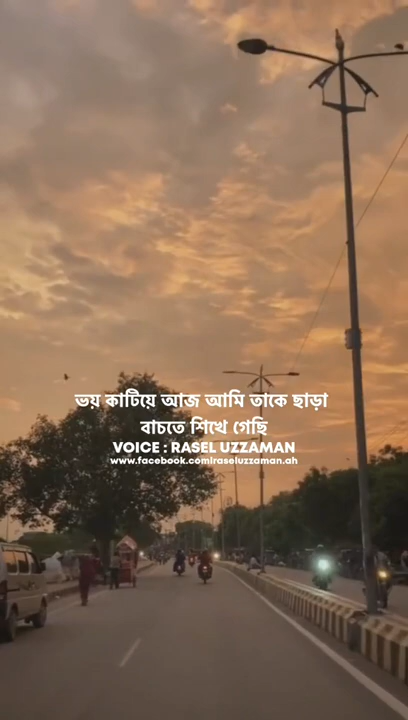 ভয় কাটিয়ে আজ আমি তাকে ছাড়া
বাচতে শিখে গেছি
VOICE : RASEL UZZAMAN
www.facebook.com।raseluzzaman.ah